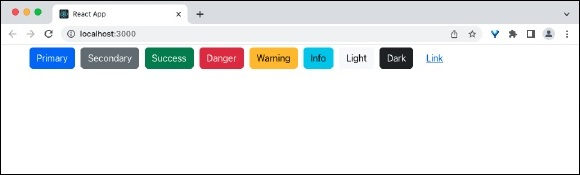 React App
localhost:3000
Primary Secondary Success Danger Warning Info Light Dark Link